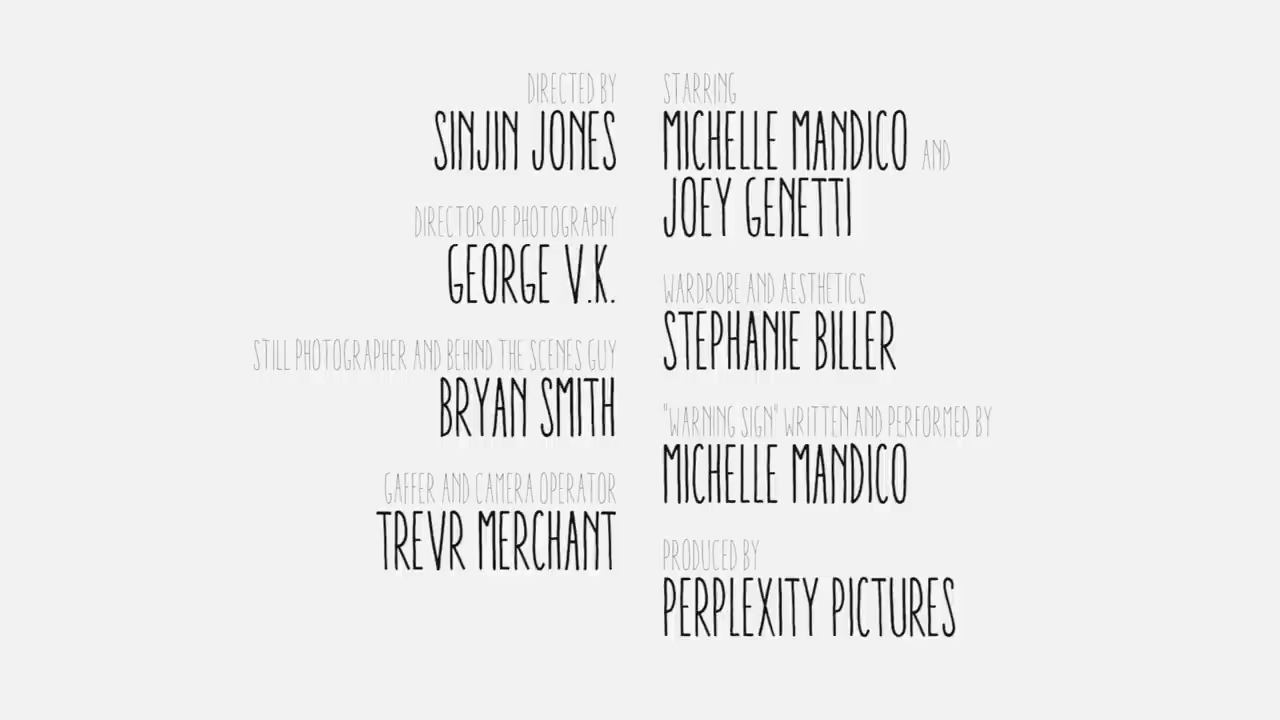 DIRECTED BY
SINJIN JONES
DIRECTOR OF PHOTOGRAPHY
GEORGE V.K.
STILL PHOTOGRAPHER AND BEHIND THE SCENES GUY
BRYAN SMITH
GAFFER AND CAMERA OPERATOR
TREVR MERCHANT
STARRING
MICHELLE MANDICO AND
JOEY GENETTI
WARDROBE AND AESTHETICS
STEPHANIE BILLER
"WARNING SIGN" WRITTEN AND PERFORMED BY
MICHELLE MANDICO
PRODUCED BY
PERPLEXITY PICTURES